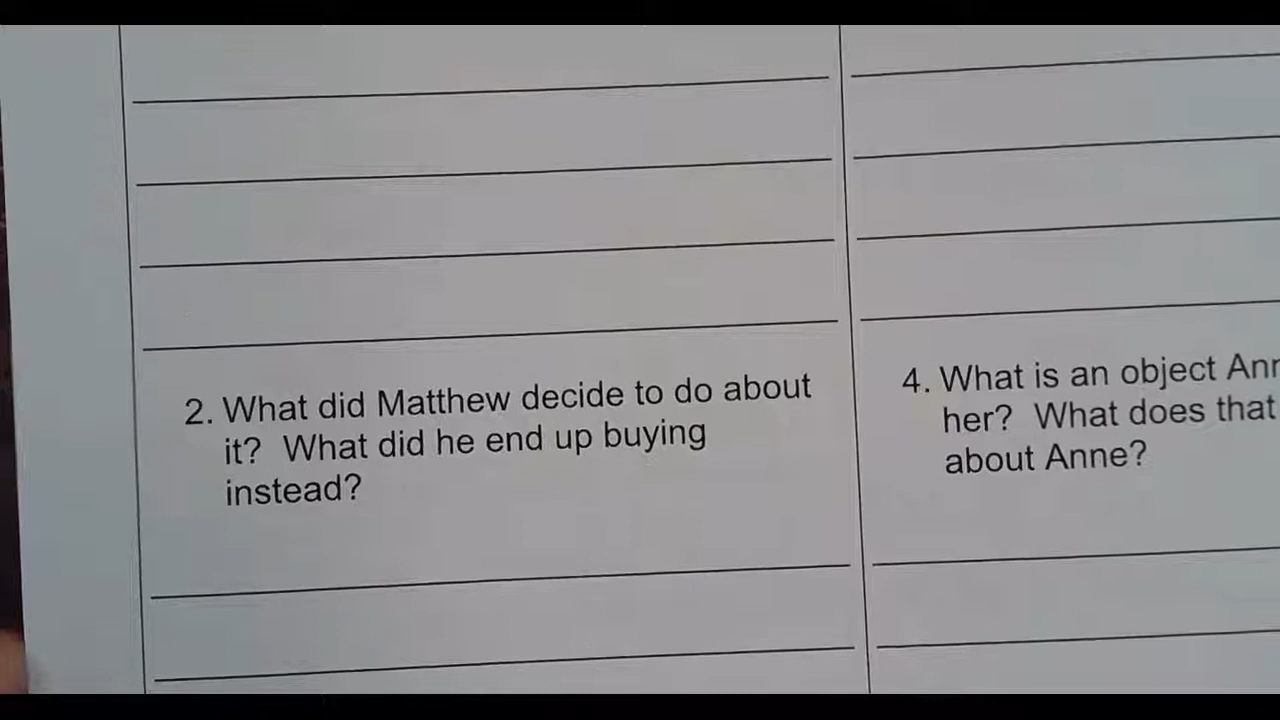 2. What did Matthew decide to do about
it? What did he end up buying
instead?
4. What is an object
her? What does that
about Anne?